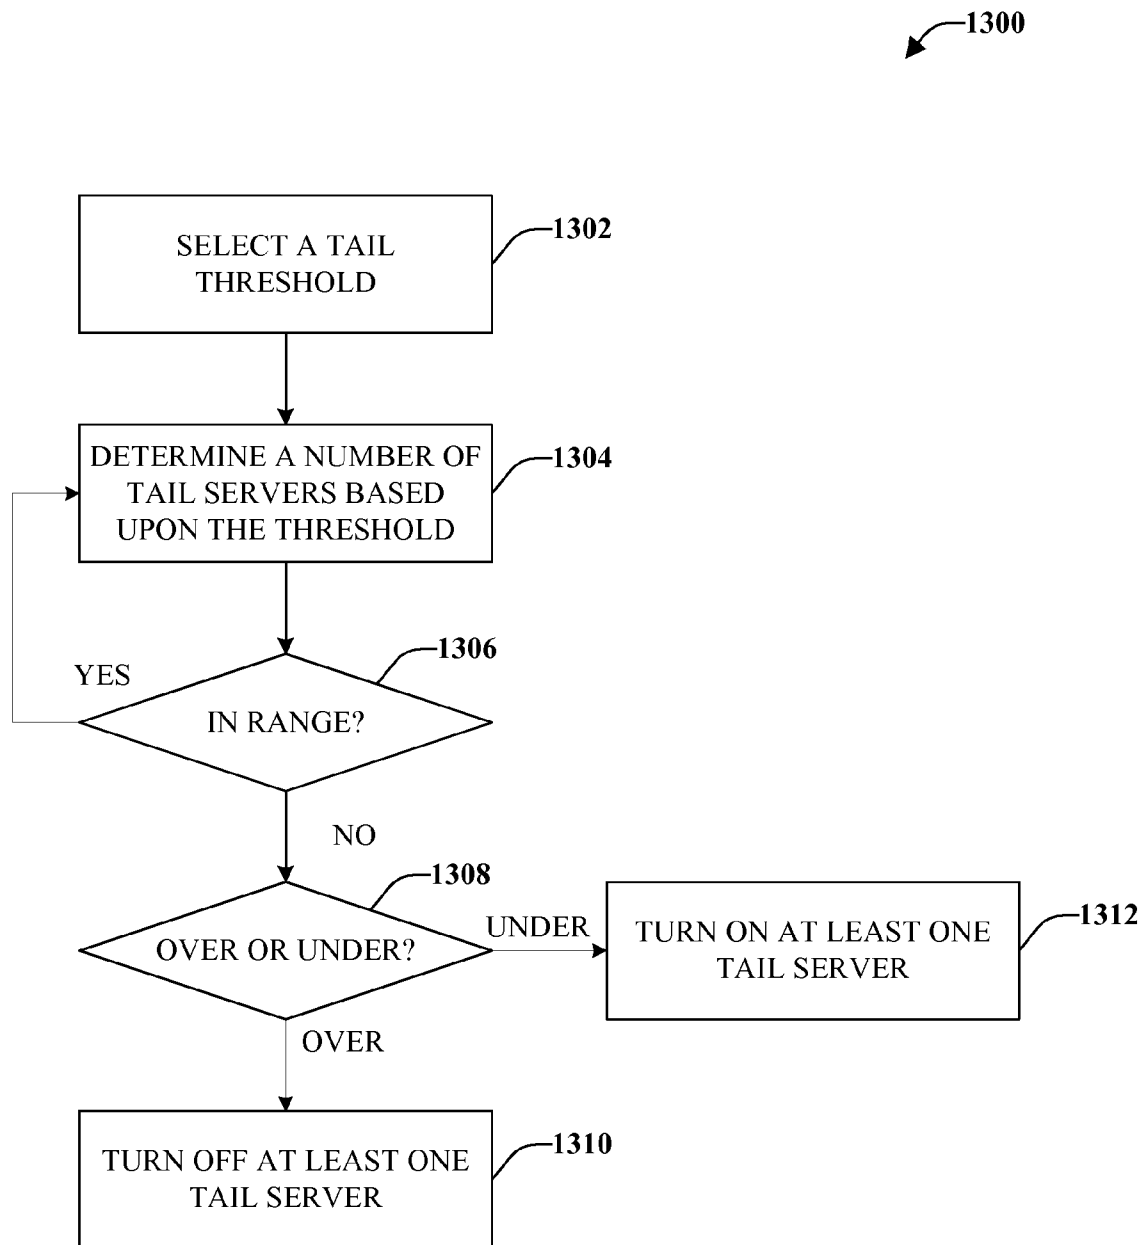 1300
SELECT A TAIL
THRESHOLD
1302
DETERMINE A NUMBER OF
TAIL SERVERS BASED
UPON THE THRESHOLD
1304
YES
1306
IN RANGE?
NO
1308
OVER OR UNDER?
UNDER
TURN ON AT LEAST ONE
TAIL SERVER
1312
OVER
TURN OFF AT LEAST ONE
TAIL SERVER
1310